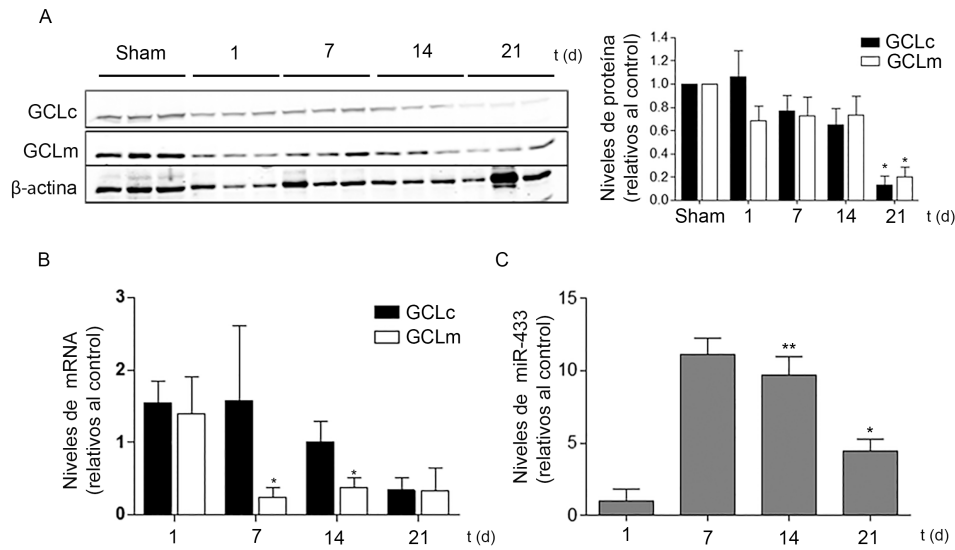 A
Sham 1 7 14 21 t (d)
GCLc
GCLm
β-actina
Niveles de proteína
(relativos al control)
1.4
1.2
1.0
0.8
0.6
0.4
0.2
0.0
GCLc
GCLm
* *
Sham 1 7 14 21 t (d)
B
Niveles de mRNA
(relativos al control)
3
2
1
0
GCLc
GCLm
*
*
1 7 14 21 t (d)
C
Niveles de miR-433
(relativos al control)
15
10
5
0
**
*
1 7 14 21 t (d)